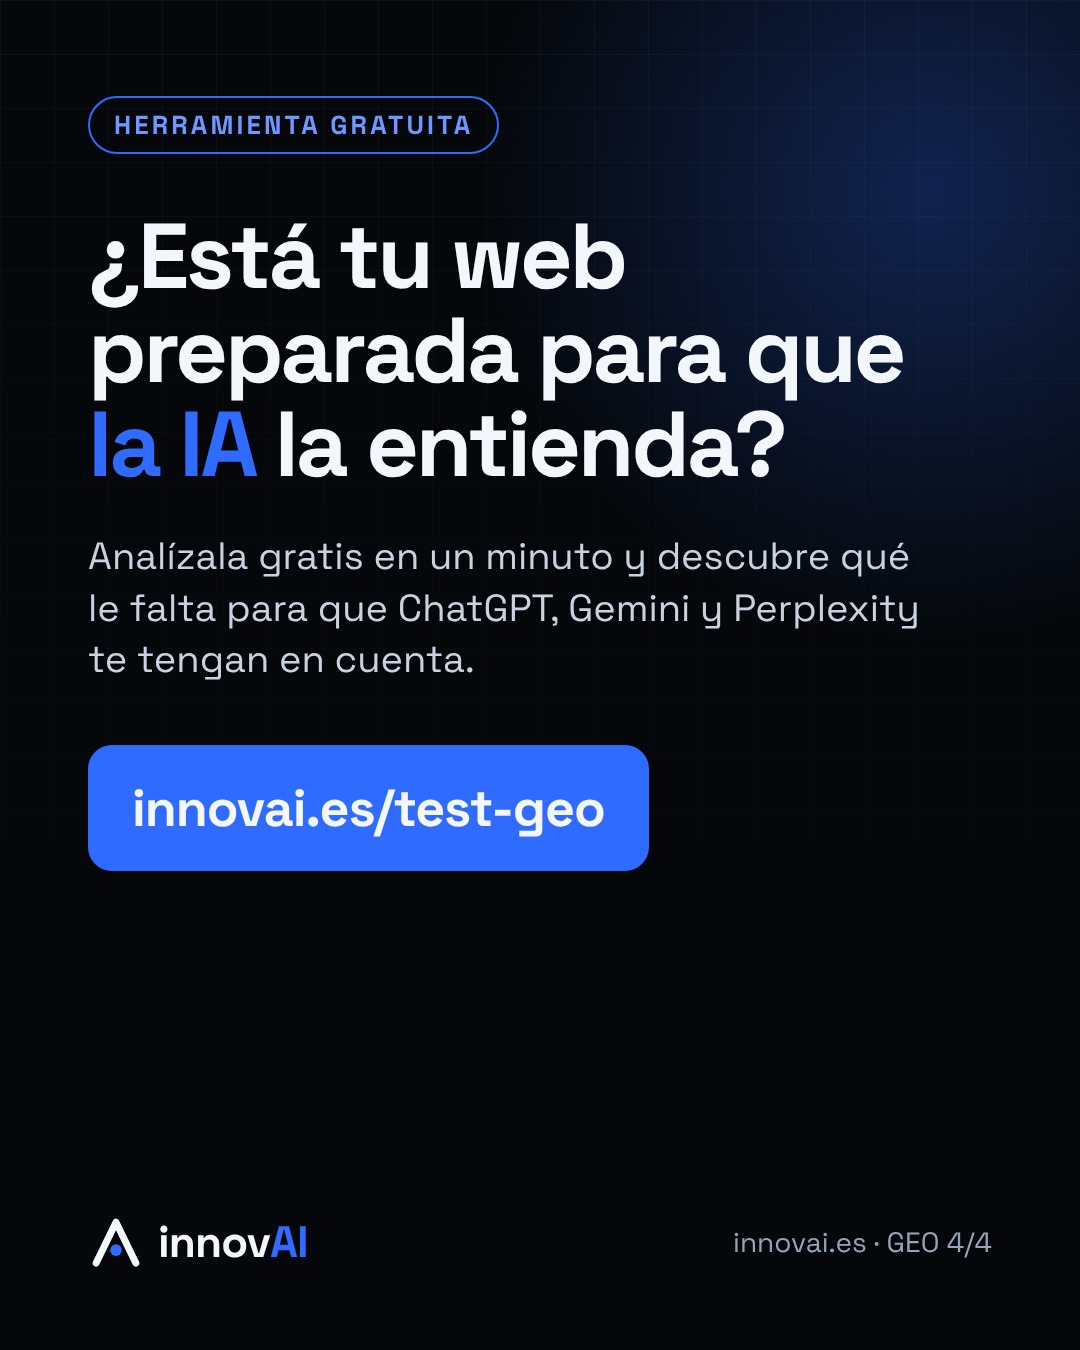 HERRAMIENTA GRATUITA
¿Está tu web
preparada para que
la IA la entienda?
Analízala gratis en un minuto y descubre qué
le falta para que ChatGPT, Gemini y Perplexity
te tengan en cuenta.
innovai.es/test-geo
innovAI
innovai.es · GEO 4/4